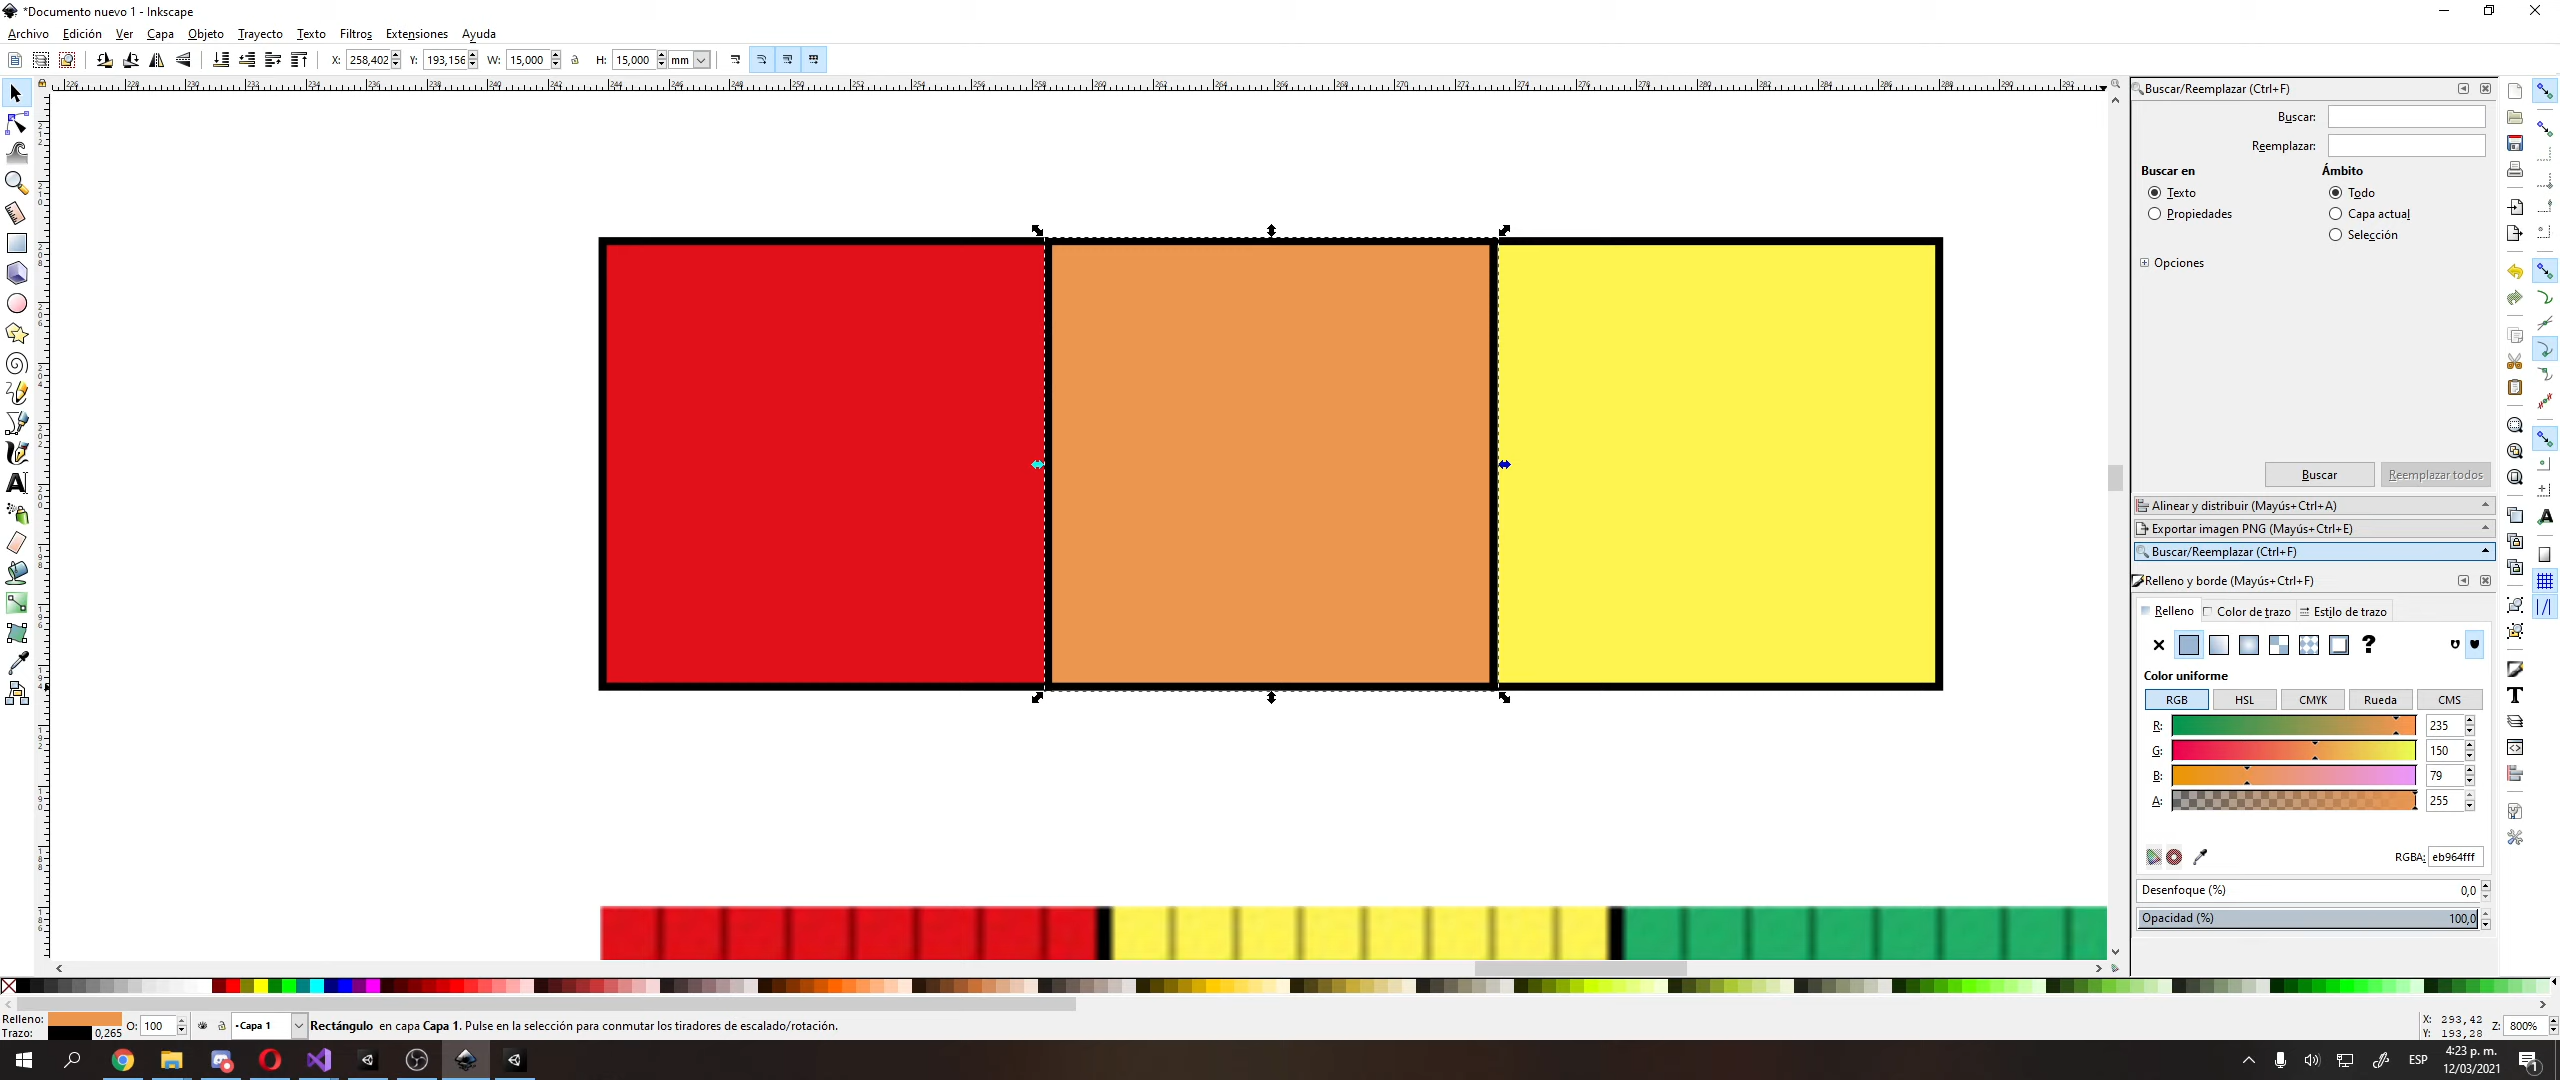 *Documento nuevo 1 - Inkscape
Archivo Edición Ver Capa Objeto Trayecto Texto Filtros Extensiones Ayuda
X: 258,402 Y: 193,156 W: 15,000 H: 15,000 mm
Buscar/Reemplazar (Ctrl+F)
Buscar:
Reemplazar:
Buscar en Ámbito
Texto Todo
Propiedades Capa actual
Selección
Opciones
Buscar Reemplazar todos
Alinear y distribuir (Mayús+Ctrl+A)
Exportar imagen PNG (Mayús+Ctrl+E)
Buscar/Reemplazar (Ctrl+F)
Relleno y borde (Mayús+Ctrl+F)
Relleno Color de trazo Estilo de trazo
Color uniforme
RGB HSL CMYK Rueda CMS
R: 235
G: 150
B: 79
A: 255
RGBA: eb964fff
Desenfoque (%) 0,0
Opacidad (%) 100,0
Relleno:
Trazo: 0,265 O: 100 •Capa 1 Rectángulo en capa Capa 1. Pulse en la selección para conmutar los tiradores de escalado/rotación.
X: 293,42
Y: 193,28 Z: 800%
ESP
4:23 p. m.
12/03/2021
1